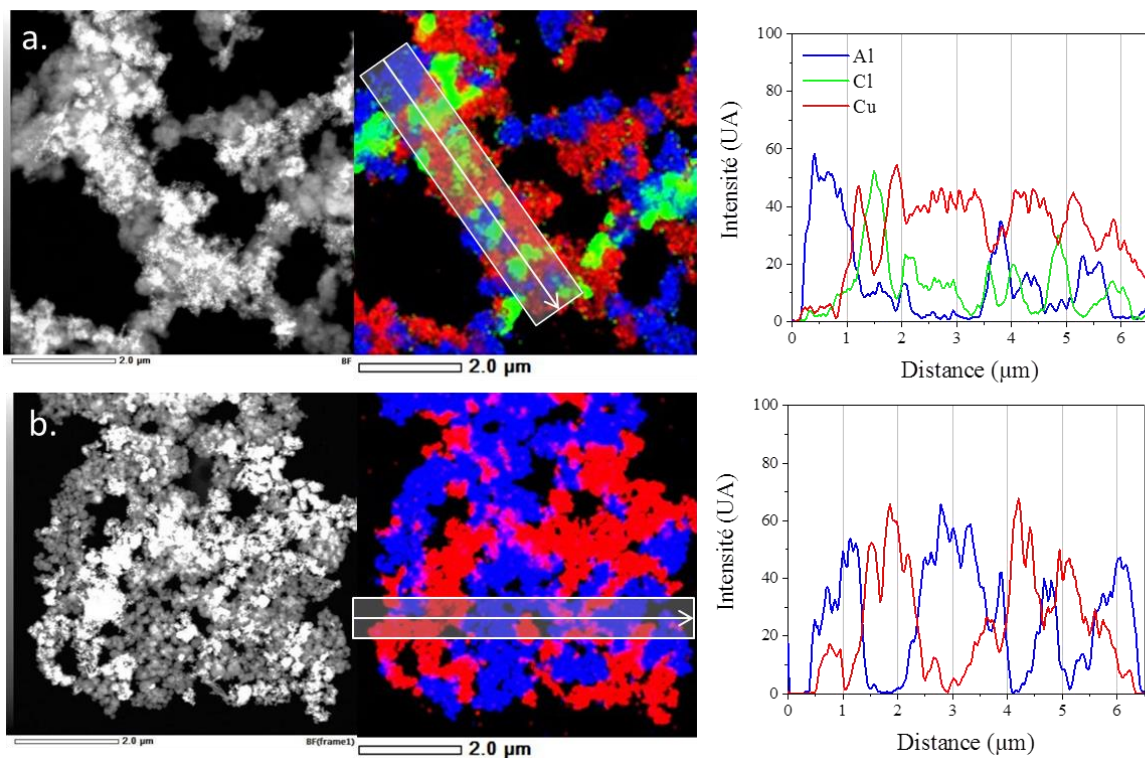 a.
2.0 µm
BF
2.0 µm
100
80
60
40
20
0
Intensité (UA)
Al
Cl
Cu
0 1 2 3 4 5 6
Distance (µm)
b.
2.0 µm
BF(frame1)
2.0 µm
100
80
60
40
20
0
Intensité (UA)
0 1 2 3 4 5 6
Distance (µm)